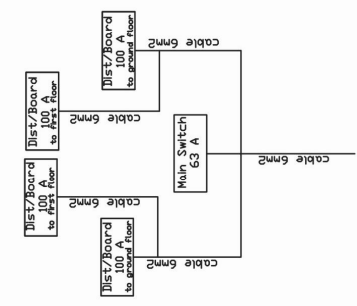 Dist/Board
100 A
to ground floor
cable 6mm2
Dist/Board
100 A
to first floor
cable 6mm2
Main Switch
63 A
cable 6mm2
Dist/Board
100 A
to first floor
cable 6mm2
Dist/Board
100 A
to ground floor
cable 6mm2